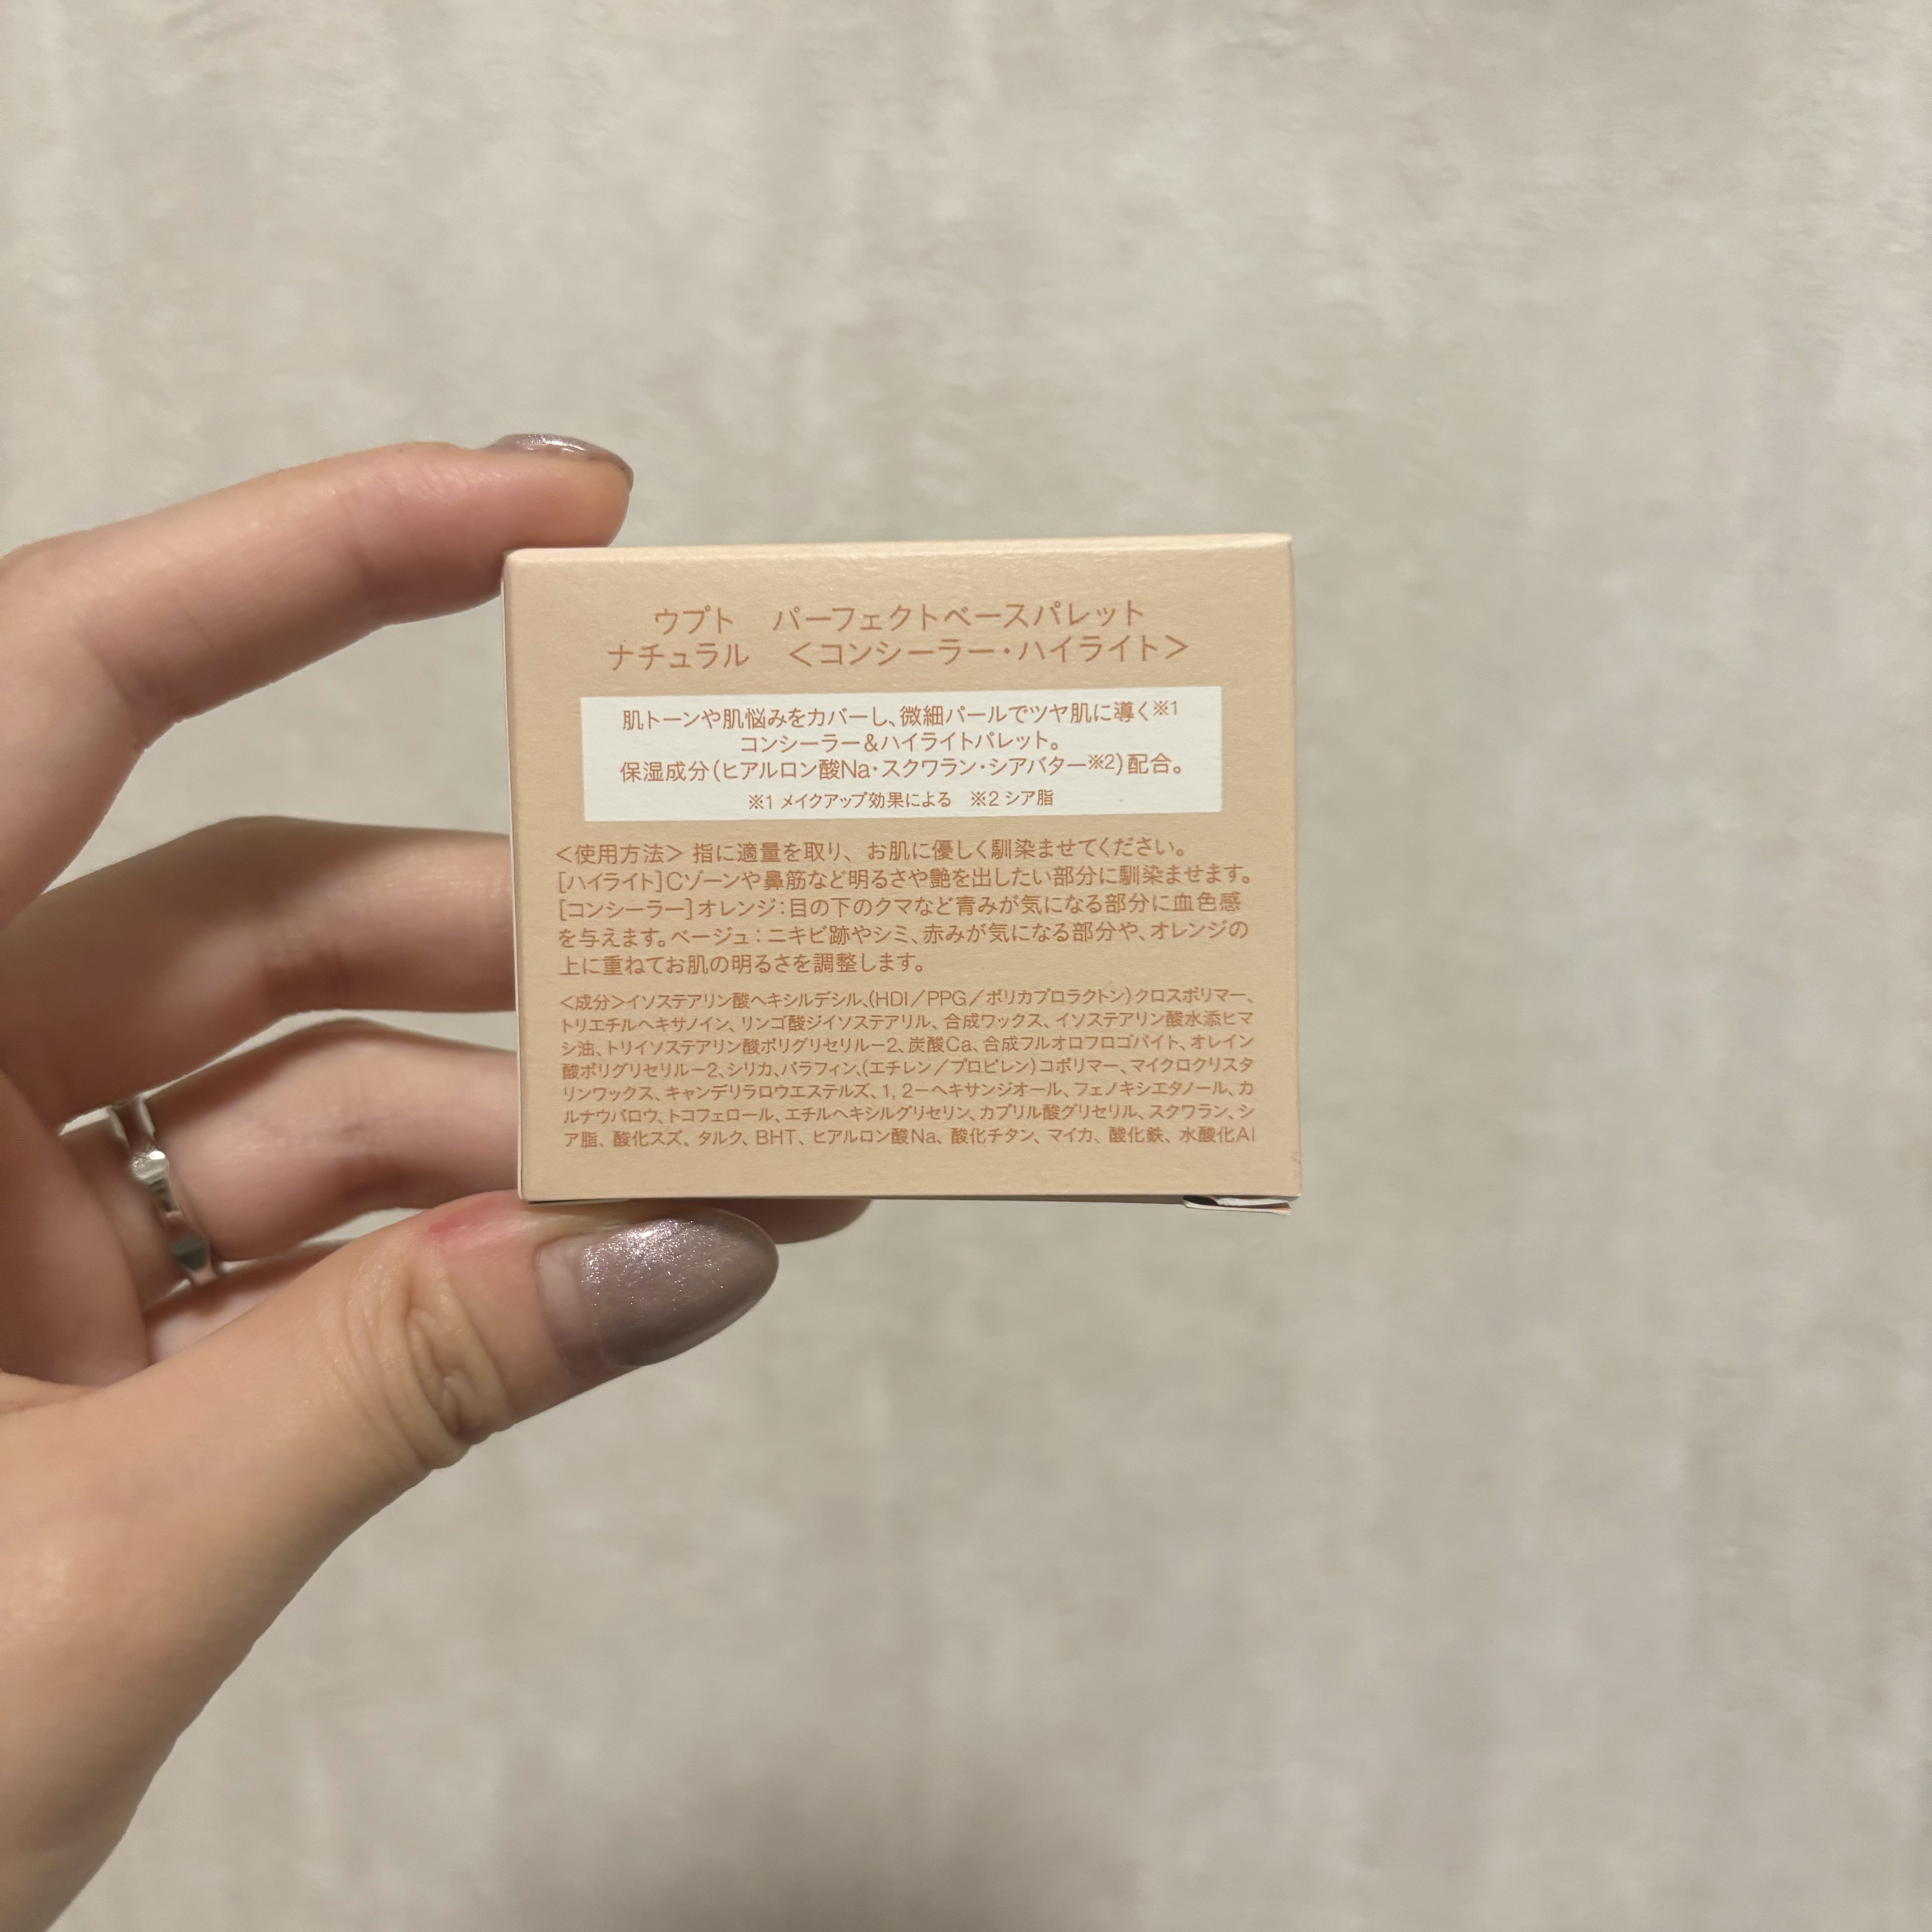 ウプト　パーフェクトベースパレット
ナチュラル　＜コンシーラー・ハイライト＞
肌トーンや肌悩みをカバーし、微細パールでツヤ肌に導く※1
コンシーラー&ハイライトパレット。
保湿成分(ヒアルロン酸Na・スクワラン・シアバター※2)配合。
※1 メイクアップ効果による　※2 シア脂
＜使用方法＞ 指に適量を取り、お肌に優しく馴染ませてください。
[ハイライト]Cゾーンや鼻筋など明るさや艶を出したい部分に馴染ませます。
[コンシーラー]オレンジ：目の下のクマなど青みが気になる部分に血色感
を与えます。ベージュ：ニキビ跡やシミ、赤みが気になる部分や、オレンジの
上に重ねてお肌の明るさを調整します。
＜成分＞イソステアリン酸ヘキシルデシル、(HDI／PPG／ポリカプロラクトン)クロスポリマー、
トリエチルヘキサノイン、リンゴ酸ジイソステアリル、合成ワックス、イソステアリン酸水添ヒマ
シ油、トリイソステアリン酸ポリグリセリル－2、炭酸Ca、合成フルオロフロゴパイト、オレイン
酸ポリグリセリル－2、シリカ、パラフィン、(エチレン／プロピレン)コポリマー、マイクロクリスタ
リンワックス、キャンデリラロウエステルズ、1, 2－ヘキサンジオール、フェノキシエタノール、カ
ルナウバロウ、トコフェロール、エチルヘキシルグリセリン、カプリル酸グリセリル、スクワラン、シ
ア脂、酸化スズ、タルク、BHT、ヒアルロン酸Na、酸化チタン、マイカ、酸化鉄、水酸化Al